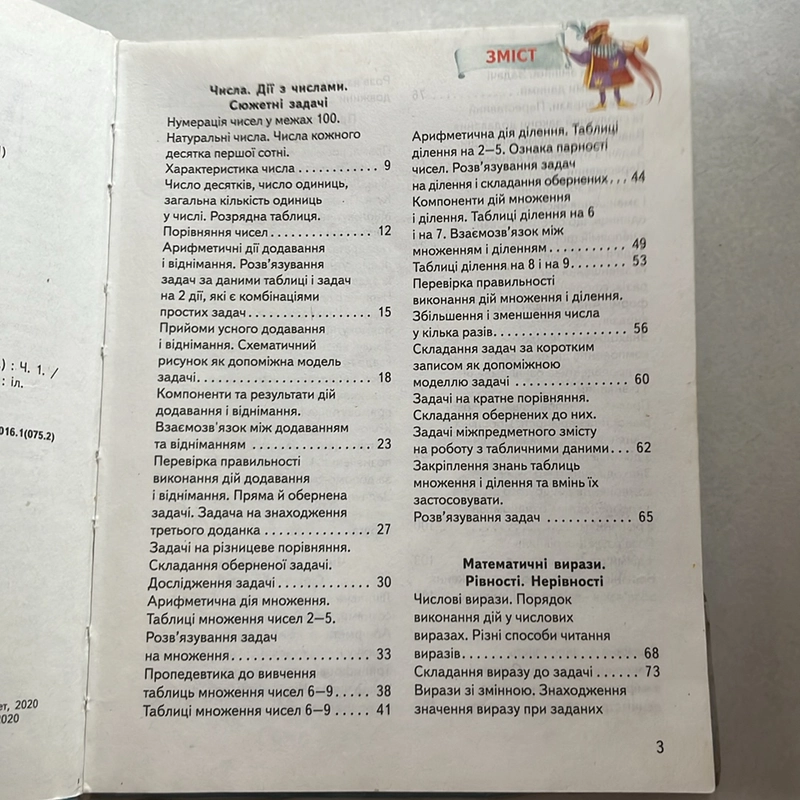 )
) : Ч. 1. /
: іл.
016.1(075.2)
ет, 2020
2020
ЗМІСТ
Числа. Дії з числами.
Сюжетні задачі
Нумерація чисел у межах 100.
Натуральні числа. Числа кожного
десятка першої сотні.
Характеристика числа ........... 9
Число десятків, число одиниць,
загальна кількість одиниць
у числі. Розрядна таблиця.
Порівняння чисел............... 12
Арифметичні дії додавання
і віднімання. Розв’язування
задач за даними таблиці і задач
на 2 дії, які є комбінаціями
простих задач.................. 15
Прийоми усного додавання
і віднімання. Схематичний
рисунок як допоміжна модель
задачі......................... 18
Компоненти та результати дій
додавання і віднімання.
Взаємозв’язок між додаванням
та відніманням ................ 23
Перевірка правильності
виконання дій додавання
і віднімання. Пряма й обернена
задачі. Задача на знаходження
третього доданка ............... 27
Задачі на різницеве порівняння.
Складання оберненої задачі.
Дослідження задачі............. 30
Арифметична дія множення.
Таблиці множення чисел 2–5.
Розв’язування задач
на множення.................... 33
Пропедевтика до вивчення
таблиць множення чисел 6–9..... 38
Таблиці множення чисел 6–9 ..... 41
Арифметична дія ділення. Таблиці
ділення на 2–5. Ознака парності
чисел. Розв’язування задач
на ділення і складання обернених... 44
Компоненти дій множення
і ділення. Таблиці ділення на 6
і на 7. Взаємозв’язок між
множенням і діленням........... 49
Таблиці ділення на 8 і на 9........ 53
Перевірка правильності
виконання дій множення і ділення.
Збільшення і зменшення числа
у кілька разів.................. 56
Складання задач за коротким
записом як допоміжною
моделлю задачі ................ 60
Задачі на кратне порівняння.
Складання обернених до них.
Задачі міжпредметного змісту
на роботу з табличними даними... 62
Закріплення знань таблиць
множення і ділення та вмінь їх
застосовувати.
Розв’язування задач ............ 65
Математичні вирази.
Рівності. Нерівності
Числові вирази. Порядок
виконання дій у числових
виразах. Різні способи читання
виразів........................ 68
Складання виразу до задачі ...... 73
Вирази зі змінною. Знаходження
значення виразу при заданих
3